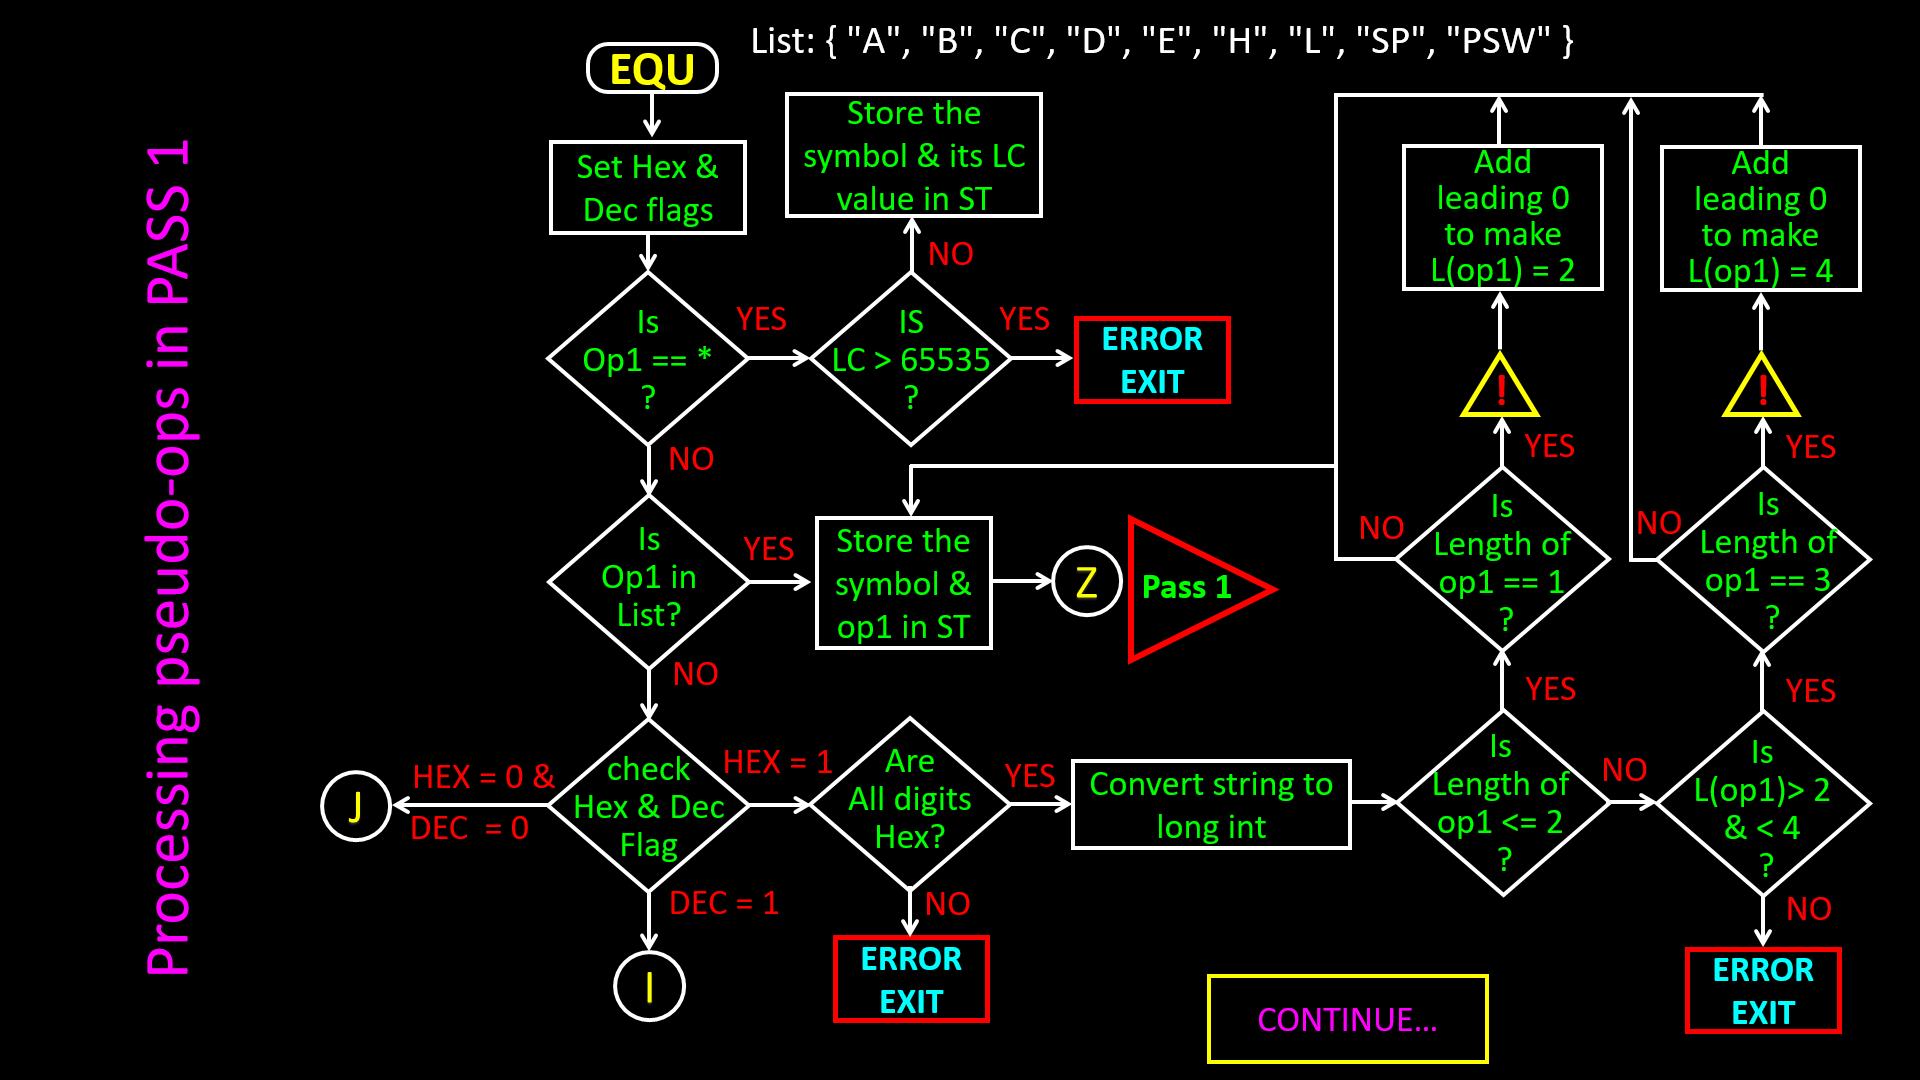 Processing pseudo-ops in PASS 1
List: { "A", "B", "C", "D", "E", "H", "L", "SP", "PSW" }
EQU
Set Hex &
Dec flags
Is
Op1 == *
?
YES
NO
IS
LC > 65535
?
NO
Store the
symbol & its LC
value in ST
YES
ERROR
EXIT
Is
Op1 in
List?
YES
NO
Store the
symbol &
op1 in ST
Z
Pass 1
check
Hex & Dec
Flag
HEX = 0 &
DEC = 0
J
DEC = 1
I
HEX = 1
Are
All digits
Hex?
NO
ERROR
EXIT
YES
Convert string to
long int
Is
Length of
op1 <= 2
?
YES
NO
Is
Length of
op1 == 1
?
NO
YES
!
Add
leading 0
to make
L(op1) = 2
Is
L(op1)> 2
& < 4
?
YES
NO
ERROR
EXIT
Is
Length of
op1 == 3
?
NO
YES
!
Add
leading 0
to make
L(op1) = 4
CONTINUE...